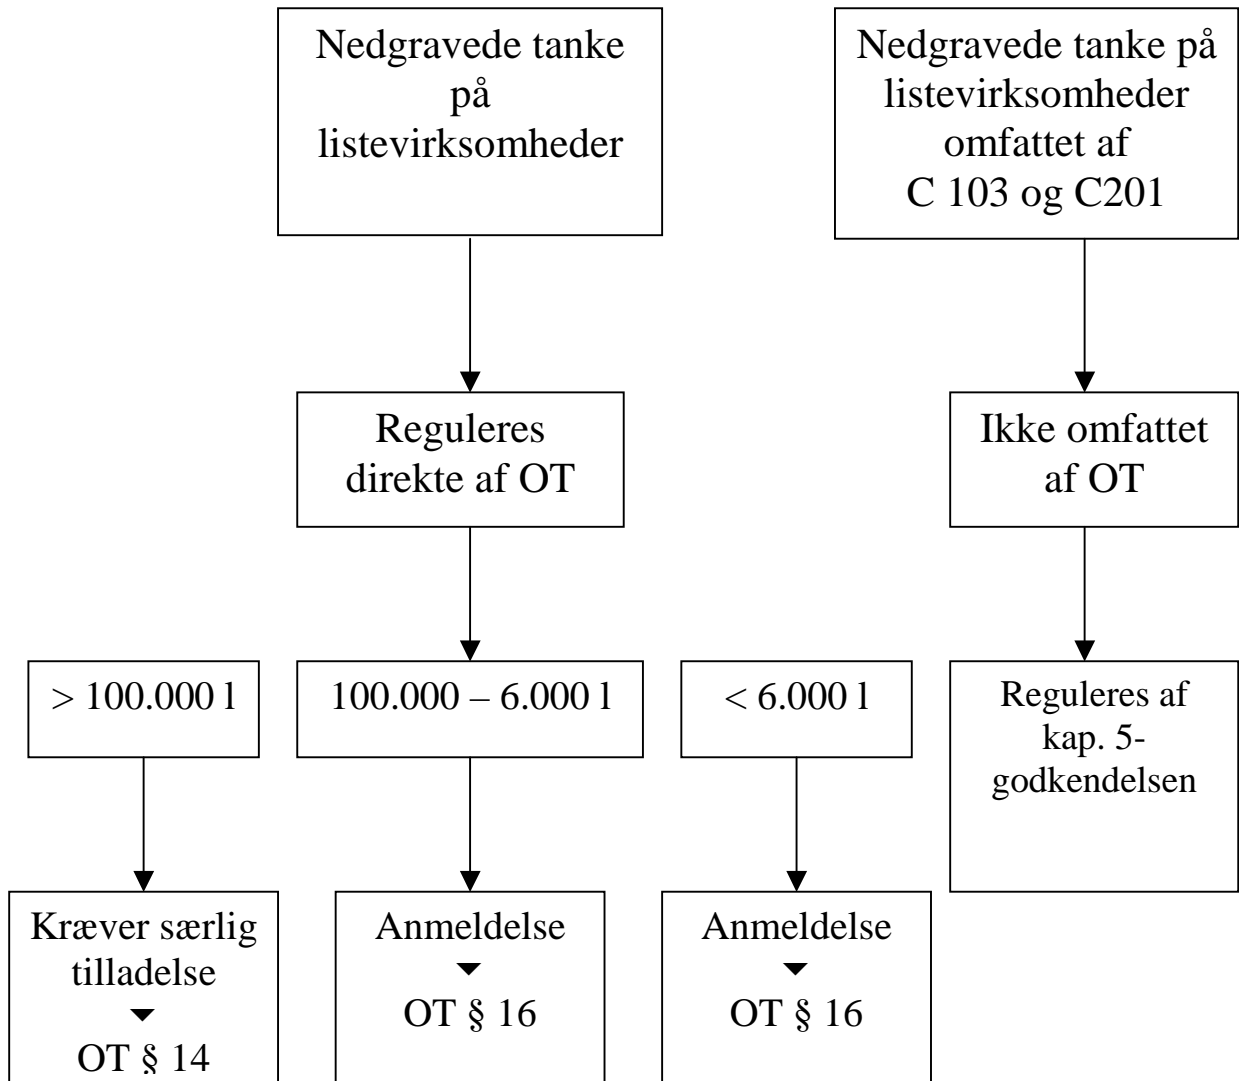 Nedgravede tanke
på
listevirksomheder
Nedgravede tanke på
listevirksomheder
omfattet af
C 103 og C201
Reguleres
direkte af OT
Ikke omfattet
af OT
> 100.000 l
100.000 – 6.000 l
< 6.000 l
Reguleres af
kap. 5-
godkendelsen
Kræver særlig
tilladelse
OT § 14
Anmeldelse
OT § 16
Anmeldelse
OT § 16